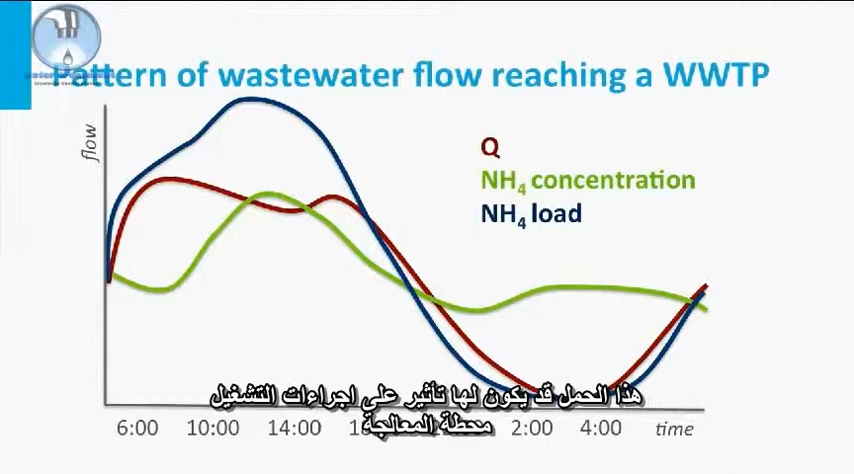 Pattern of wastewater flow reaching a WWTP
flow
Q
NH4 concentration
NH4 load
هذا الحمل قد يكون لها تأثير على اجراءات التشغيل
محطة المعالجة
6:00 10:00 14:00 2:00 4:00 time